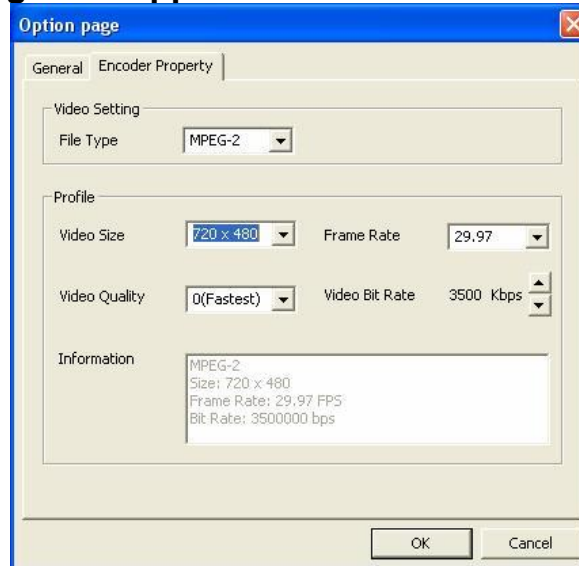 Option page
General Encoder Property
Video Setting
File Type MPEG-2
Profile
Video Size 720 x 480 Frame Rate 29.97
Video Quality 0(Fastest) Video Bit Rate 3500 Kbps
Information
MPEG-2
Size: 720 x 480
Frame Rate: 29.97 FPS
Bit Rate: 3500000 bps
OK Cancel